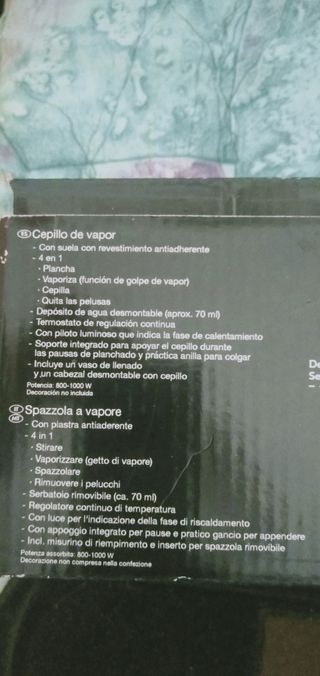 ES Cepillo de vapor
- Con suela con revestimiento antiadherente
- 4 en 1
· Plancha
· Vaporiza (función de golpe de vapor)
· Cepilla
· Quita las pelusas
- Depósito de agua desmontable (aprox. 70 ml)
- Termostato de regulación continua
- Con piloto luminoso que indica la fase de calentamiento
- Soporte integrado para apoyar el cepillo durante
las pausas de planchado y práctica anilla para colgar
- Incluye un vaso de llenado
y un cabezal desmontable con cepillo
Potencia: 800-1000 W
Decoración no incluida
IT MT Spazzola a vapore
- Con piastra antiaderente
- 4 in 1
· Stirare
· Vaporizzare (getto di vapore)
· Spazzolare
· Rimuovere i pelucchi
- Serbatoio rimovibile (ca. 70 ml)
- Regolatore continuo di temperatura
- Con luce per l'indicazione della fase di riscaldamento
- Con appoggio integrato per pause e pratico gancio per appendere
- Incl. misurino di riempimento e inserto per spazzola rimovibile
Potenza assorbita: 800-1000 W
Decorazione non compresa nella confezione